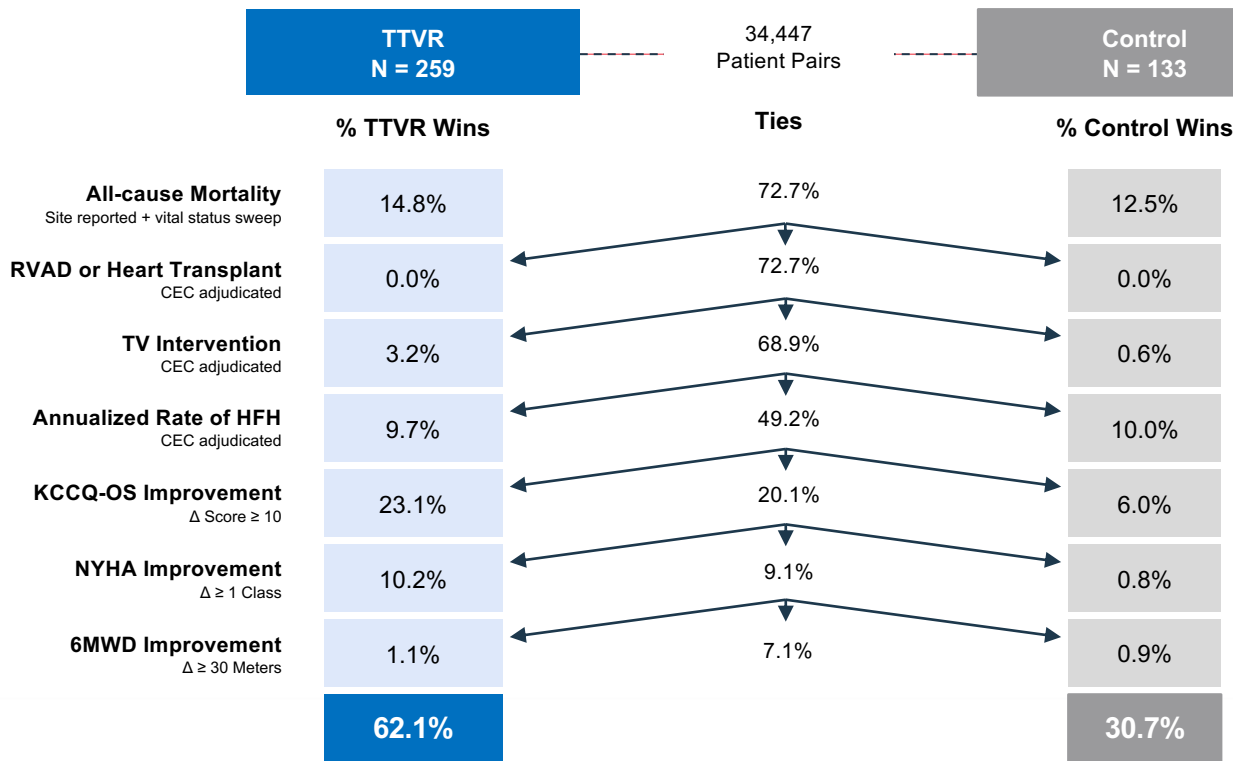 TTVR
N = 259
34,447
Patient Pairs
Control
N = 133
% TTVR Wins
Ties
% Control Wins
All-cause Mortality
Site reported + vital status sweep
14.8%
72.7%
12.5%
RVAD or Heart Transplant
CEC adjudicated
0.0%
72.7%
0.0%
TV Intervention
CEC adjudicated
3.2%
68.9%
0.6%
Annualized Rate of HFH
CEC adjudicated
9.7%
49.2%
10.0%
KCCQ-OS Improvement
Δ Score ≥ 10
23.1%
20.1%
6.0%
NYHA Improvement
Δ ≥ 1 Class
10.2%
9.1%
0.8%
6MWD Improvement
Δ ≥ 30 Meters
1.1%
7.1%
0.9%
62.1%
30.7%